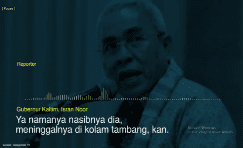 Reporter
Gubernur Kaltim, Isran Noor
Ya namanya nasibnya dia,
meninggalnya di kolam tambang, kan.